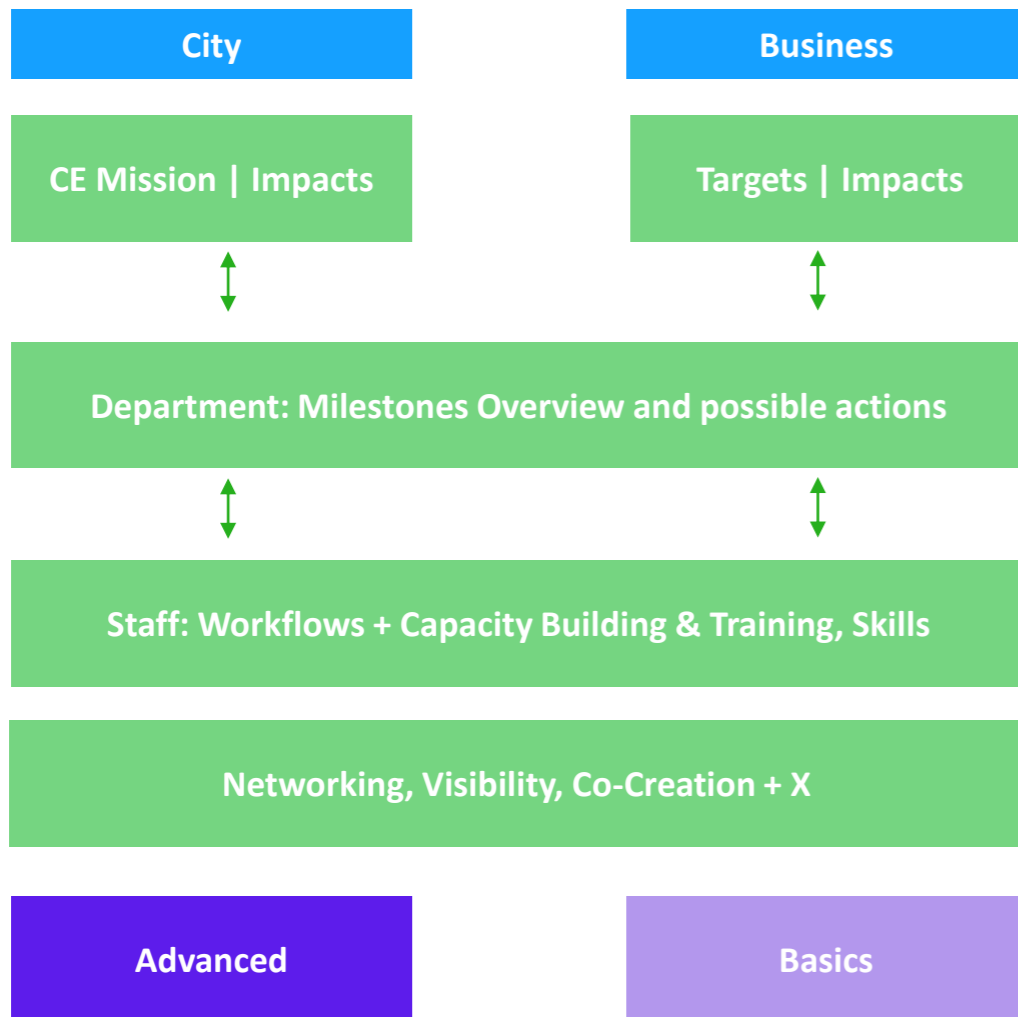 City
Business
CE Mission | Impacts
Targets | Impacts
Department: Milestones Overview and possible actions
Staff: Workflows + Capacity Building & Training, Skills
Networking, Visibility, Co-Creation + X
Advanced
Basics